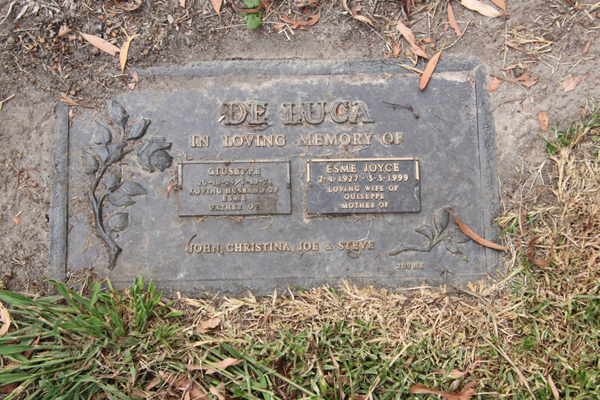 DE LUCA
IN LOVING MEMORY OF
GIUSEPPE
LOVING HUSBAND OF
ESME
FATHER OF
ESME JOYCE
2·4·1927 - 3·3·1999
LOVING WIFE OF
GUISEPPE
MOTHER OF
JOHN, CHRISTINA, JOE & STEVE